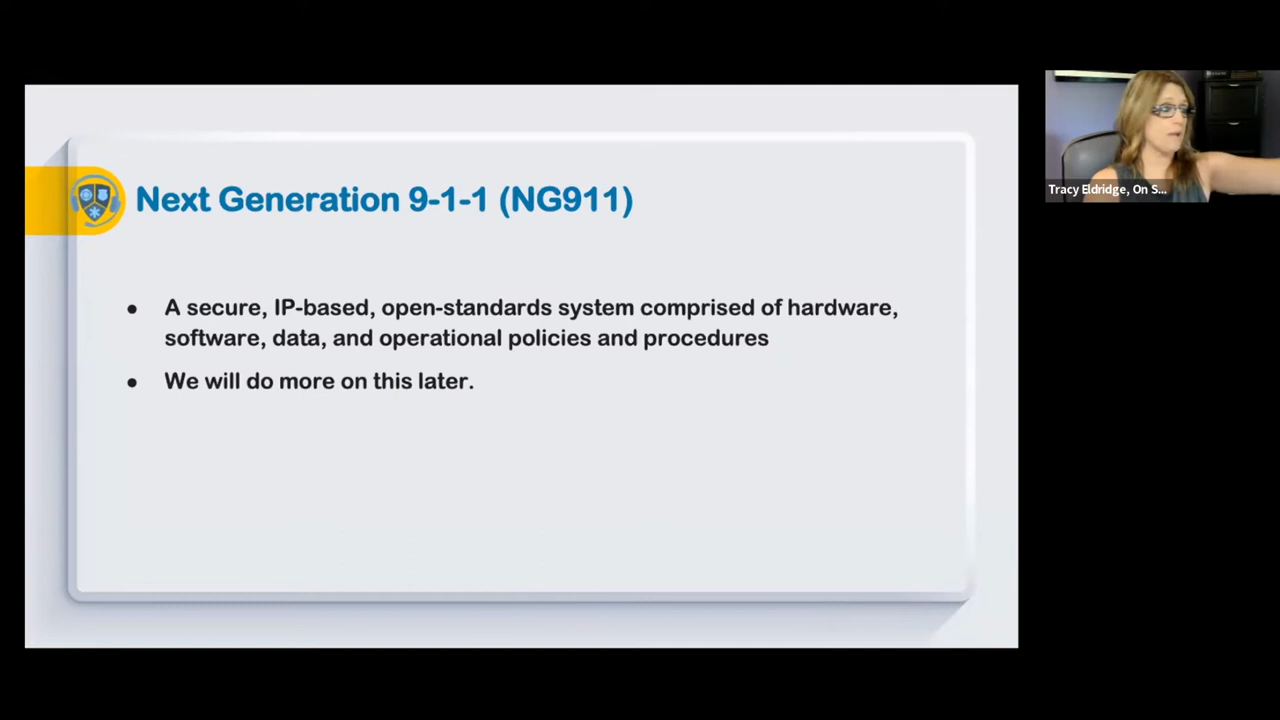 Next Generation 9-1-1 (NG911)
● A secure, IP-based, open-standards system comprised of hardware,
software, data, and operational policies and procedures
● We will do more on this later.
Tracy Eldridge, On S...